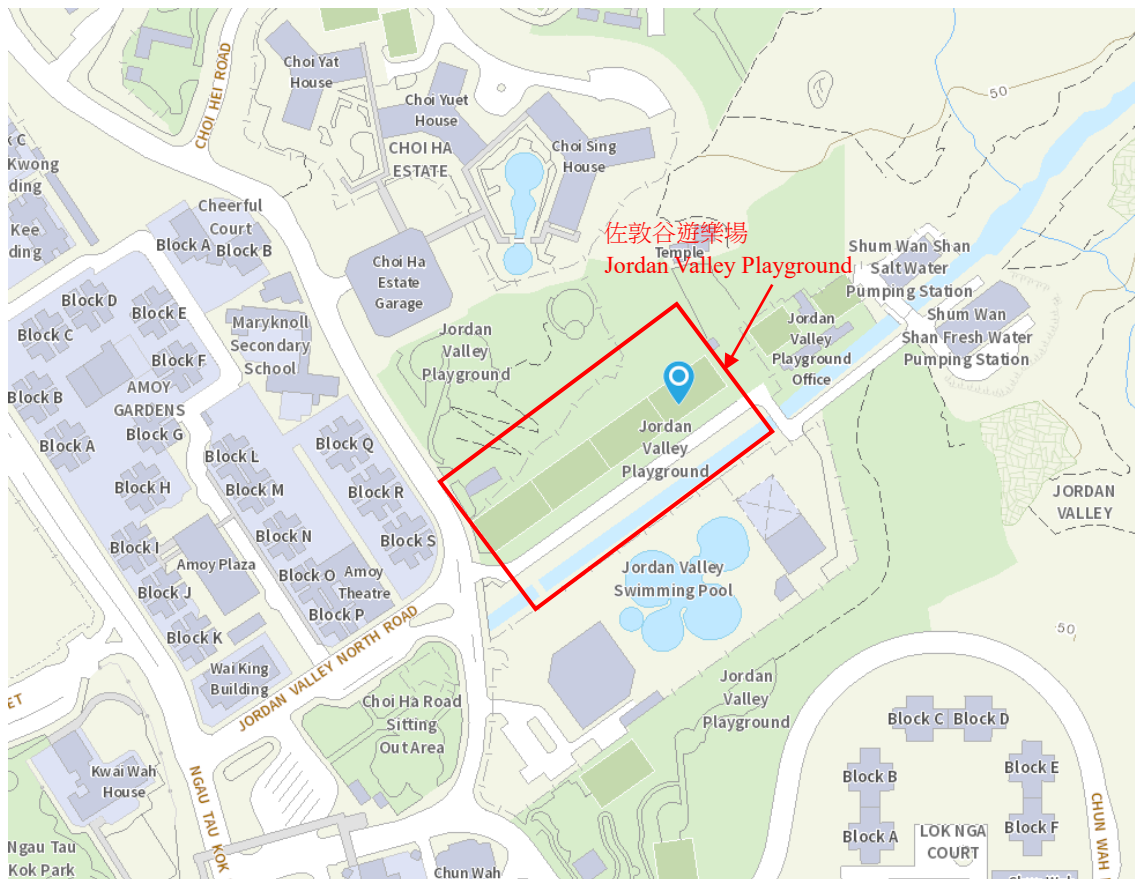 Choi Yat
House
CHOI HEI ROAD
Choi Yuet
House
CHOI HA
ESTATE
Choi Sing
House
50
Kwong
Kee
Cheerful
Court
Block A
Block B
佐敦谷遊樂場
Temple
Jordan Valley Playground
Choi Ha
Estate
Garage
Shum Wan Shan
Salt Water
Pumping Station
Block D
Block E
Block C
Block F
Maryknoll
Secondary
School
Jordan
Valley
Playground
Jordan
Valley
Playground
Office
Shum Wan
Shan Fresh Water
Pumping Station
AMOY
GARDENS
Block B
Block A
Block G
Block H
Block L
Block M
Block Q
Block R
Jordan
Valley
Playground
JORDAN
VALLEY
Block I
Block N
Block S
Amoy Plaza
Block J
Block O
Amoy
Theatre
Block P
Block K
Jordan Valley
Swimming Pool
Wai King
Building
JORDAN VALLEY NORTH ROAD
50
Choi Ha Road
Sitting
Out Area
Jordan
Valley
Playground
Block C
Block D
Kwai Wah
House
NGAU TAU KOK
Block B
Block E
Block A
Block F
CHUN WAH
LOK NGA
COURT
Ngau Tau
Kok Park
Chun Wah